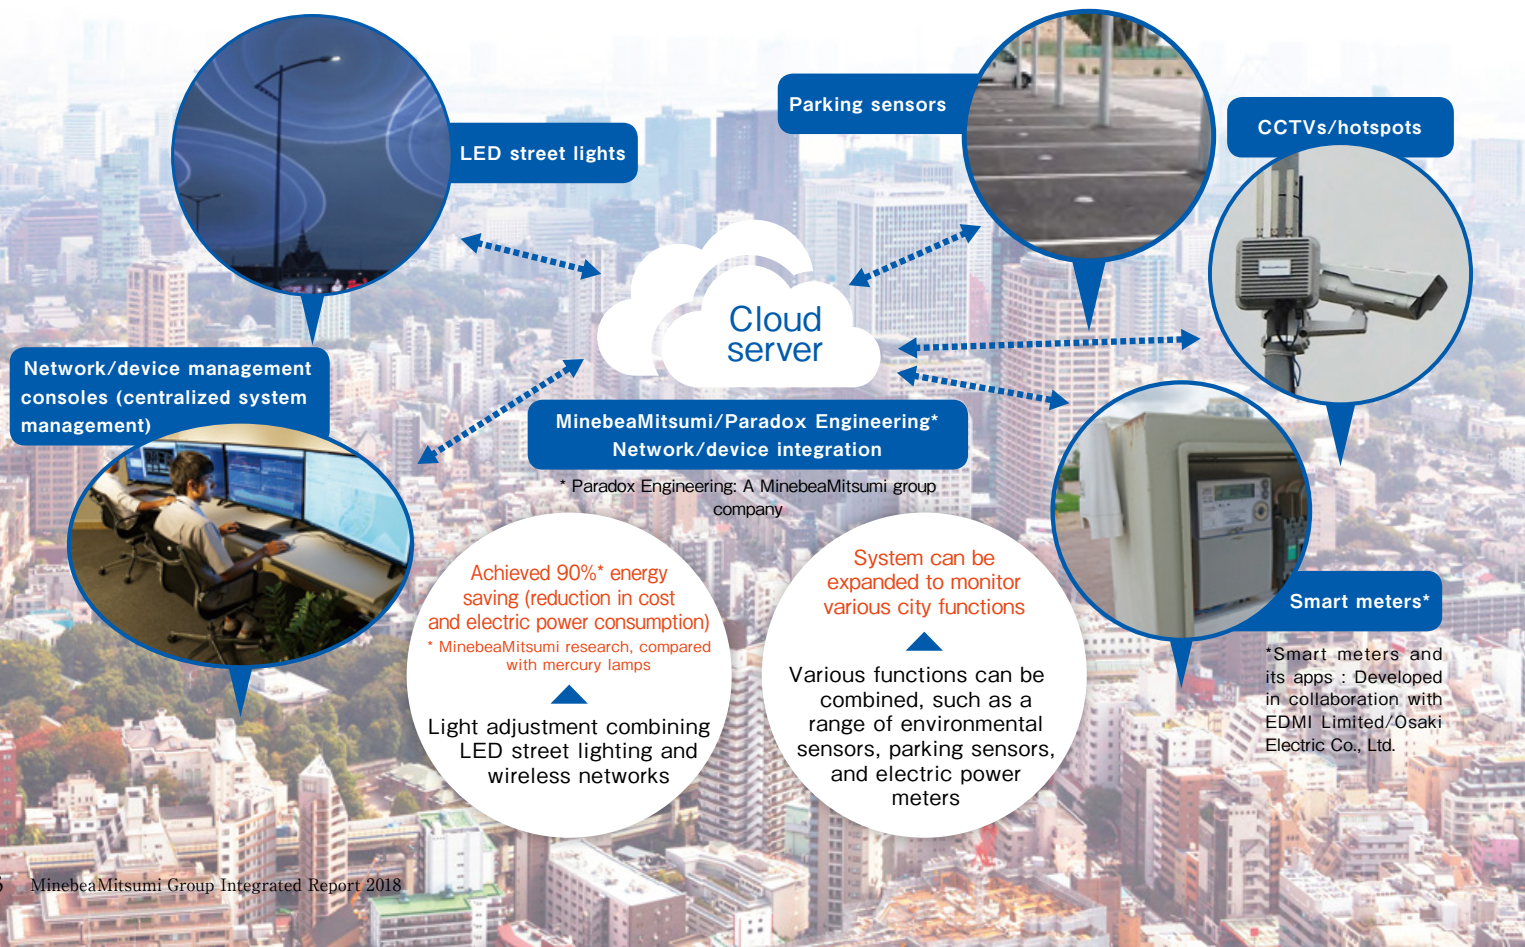 LED street lights
Parking sensors
CCTVs/hotspots
Cloud
server
Network/device management
consoles (centralized system
management)
MinebeaMitsumi/Paradox Engineering*
Network/device integration
* Paradox Engineering: A MinebeaMitsumi group
company
Achieved 90%* energy
saving (reduction in cost
and electric power consumption)
* MinebeaMitsumi research, compared
with mercury lamps
Light adjustment combining
LED street lighting and
wireless networks
System can be
expanded to monitor
various city functions
Various functions can be
combined, such as a
range of environmental
sensors, parking sensors,
and electric power
meters
Smart meters*
*Smart meters and
its apps : Developed
in collaboration with
EDMI Limited/Osaki
Electric Co., Ltd.
MinebeaMitsumi Group Integrated Report 2018